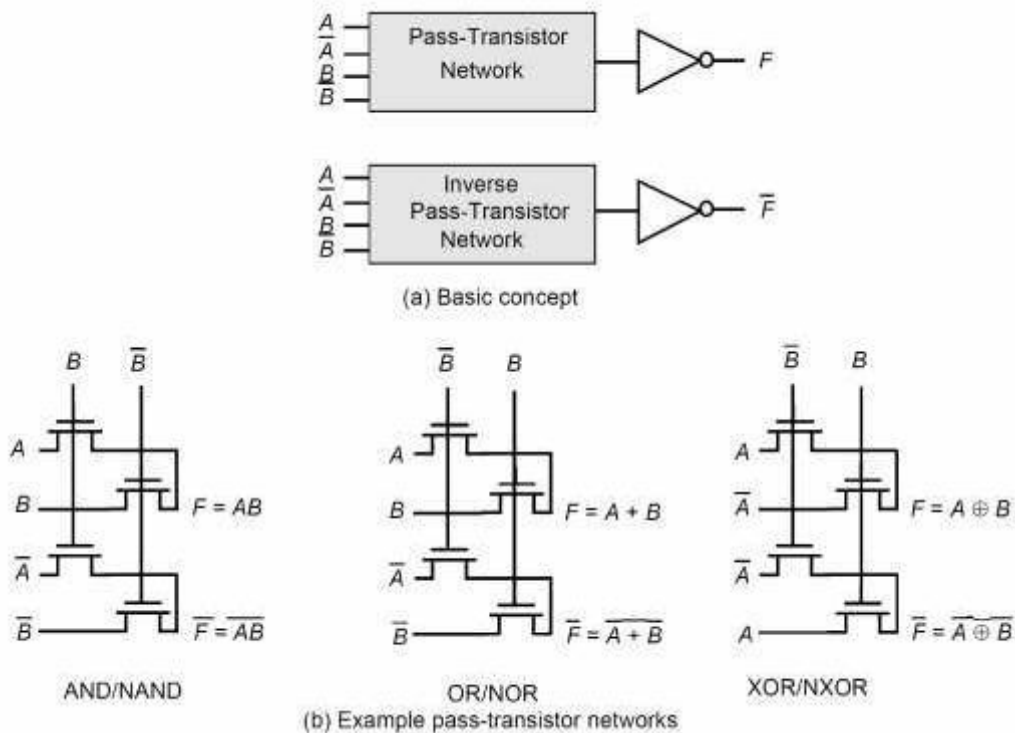 A
A̅
B
B̅
Pass-Transistor
Network
F
A
A̅
B
B̅
Inverse
Pass-Transistor
Network
F̅
(a) Basic concept
B B̅
A
B
F = AB
A̅
B̅
F̅ = A̅B̅
AND/NAND
B̅ B
A
B
F = A + B
A̅
B̅
F̅ = A̅ ̅+̅ ̅B̅
OR/NOR
B̅ B
A
A̅
F = A ⊕ B
A̅
A
F̅ = A̅ ̅⊕̅ ̅B̅
XOR/NXOR
(b) Example pass-transistor networks